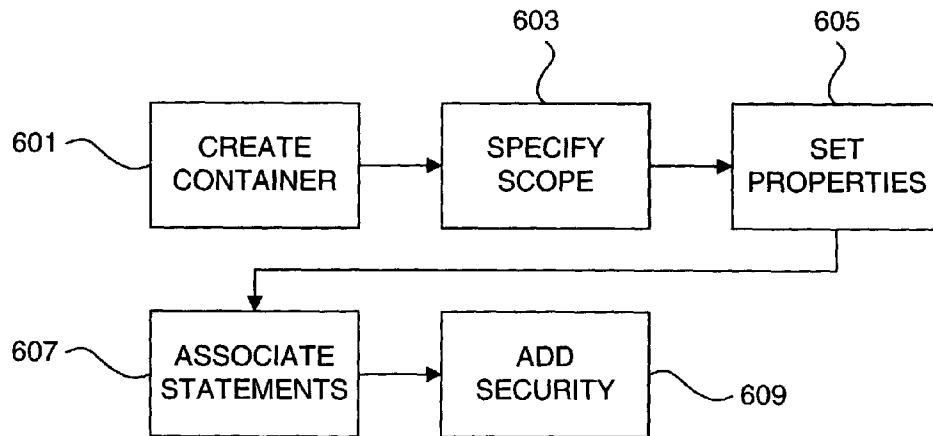 603
605
601
CREATE
CONTAINER
SPECIFY
SCOPE
SET
PROPERTIES
607
ASSOCIATE
STATEMENTS
ADD
SECURITY
609